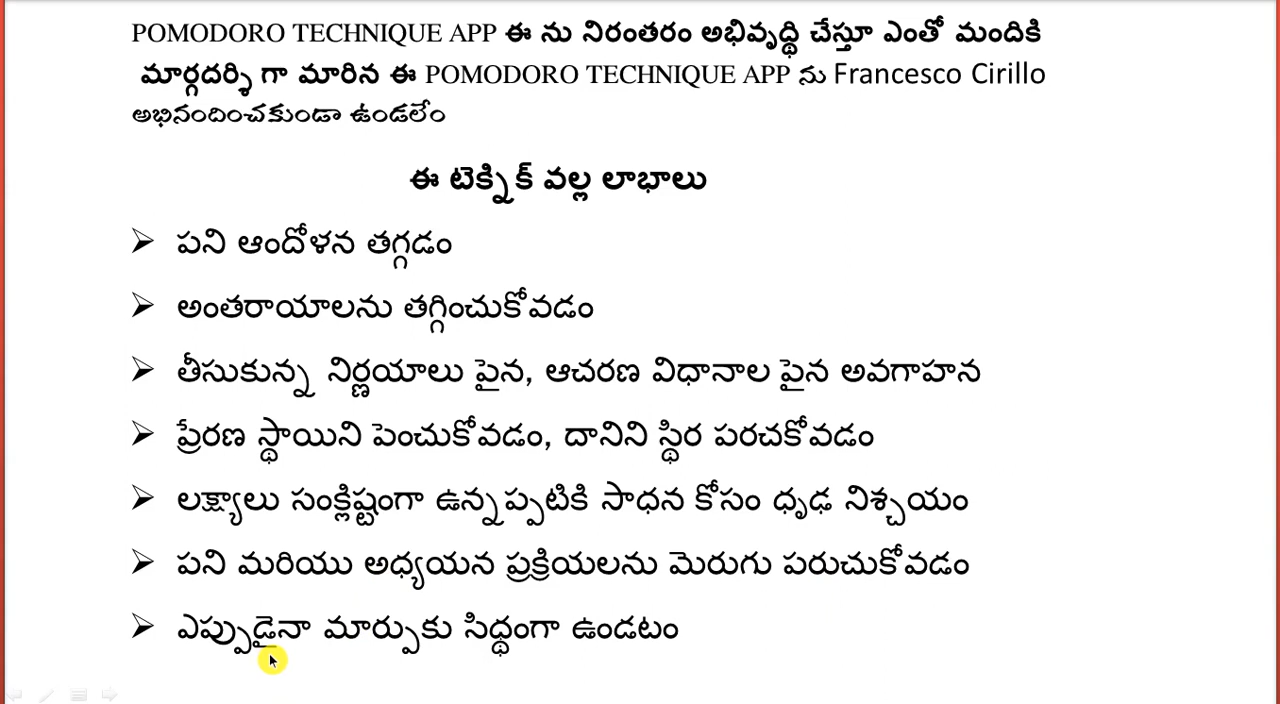 POMODORO TECHNIQUE APP ఈ ను నిరంతరం అభివృద్ధి చేస్తూ ఎంతో మందికి
మార్గదర్శి గా మారిన ఈ POMODORO TECHNIQUE APP ను Francesco Cirillo
అభినందించకుండా ఉండలేం
ఈ టెక్నిక్ వల్ల లాభాలు
➢ పని ఆందోళన తగ్గడం
➢ అంతరాయాలను తగ్గించుకోవడం
➢ తీసుకున్న నిర్ణయాలు పైన, ఆచరణ విధానాల పైన అవగాహన
➢ ప్రేరణ స్థాయిని పెంచుకోవడం, దానిని స్థిర పరచకోవడం
➢ లక్ష్యాలు సంక్లిష్టంగా ఉన్నప్పటికి సాధన కోసం ధృఢ నిశ్చయం
➢ పని మరియు అధ్యయన ప్రక్రియలను మెరుగు పరుచుకోవడం
➢ ఎప్పుడైనా మార్పుకు సిద్ధంగా ఉండటం